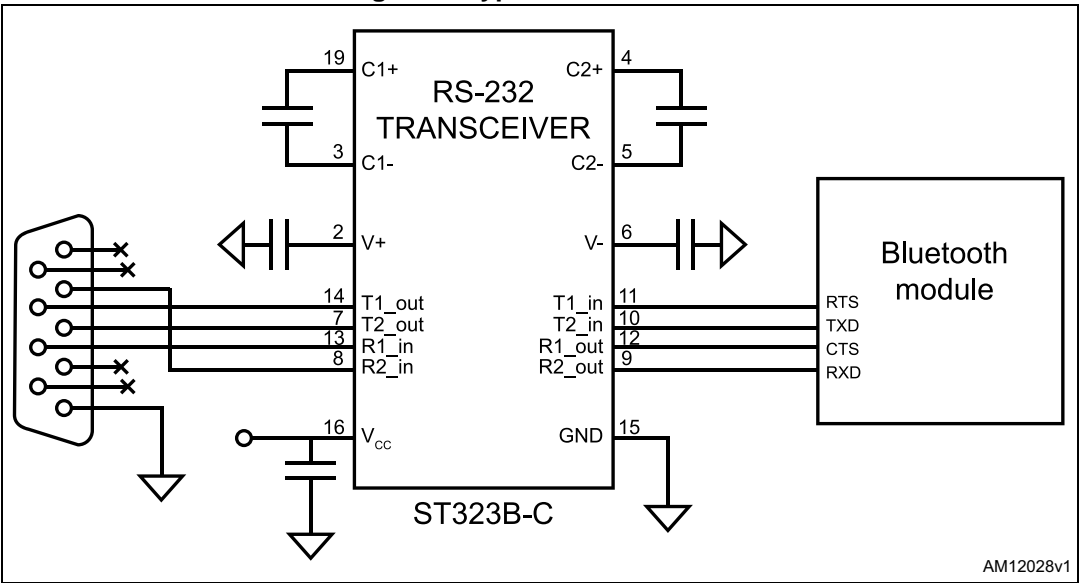 19 C1+ C2+ 4
RS-232
TRANSCEIVER
3 C1- C2- 5
2 V+ V- 6
Bluetooth
module
14 T1_out T1_in 11 RTS
7 T2_out T2_in 10 TXD
13 R1_in R1_out 12 CTS
8 R2_in R2_out 9 RXD
16 VCC GND 15
ST323B-C
AM12028v1